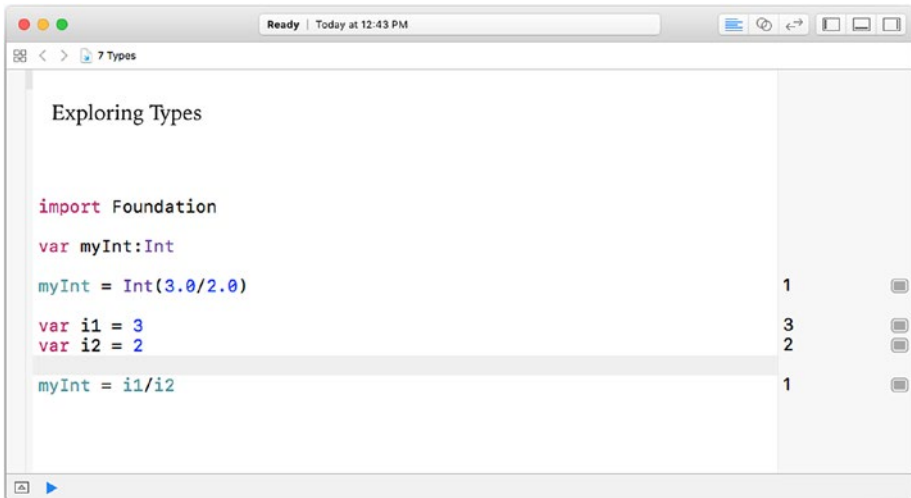 Ready | Today at 12:43 PM
7 Types
Exploring Types
import Foundation
var myInt:Int
myInt = Int(3.0/2.0) 1
var i1 = 3 3
var i2 = 2 2
myInt = i1/i2 1